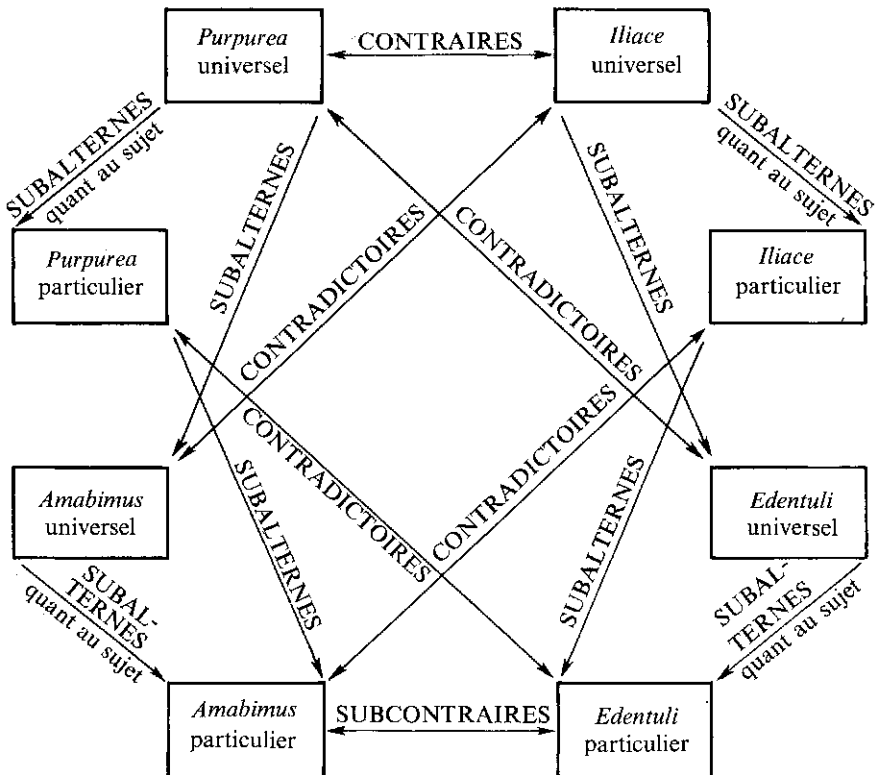 Purpurea
universel
CONTRAIRES
Iliace
universel
SUBALTERNES
quant au sujet
SUBALTERNES
CONTRADICTOIRES
CONTRADICTOIRES
SUBALTERNES
SUBALTERNES
quant au sujet
Purpurea
particulier
Iliace
particulier
Amabimus
universel
SUBALTERNES
CONTRADICTOIRES
CONTRADICTOIRES
SUBALTERNES
Edentuli
universel
SUBAL-
TERNES
quant au sujet
SUBAL-
TERNES
quant au sujet
Amabimus
particulier
SUBCONTRAIRES
Edentuli
particulier